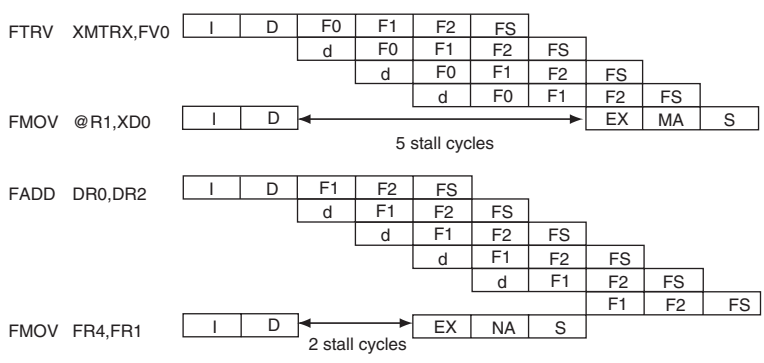 FTRV XMTRX,FV0 I D F0 F1 F2 FS
d F0 F1 F2 FS
d F0 F1 F2 FS
d F0 F1 F2 FS
FMOV @R1,XD0 I D EX MA S
5 stall cycles
FADD DR0,DR2 I D F1 F2 FS
d F1 F2 FS
d F1 F2 FS
d F1 F2 FS
d F1 F2 FS
F1 F2 FS
FMOV FR4,FR1 I D EX NA S
2 stall cycles